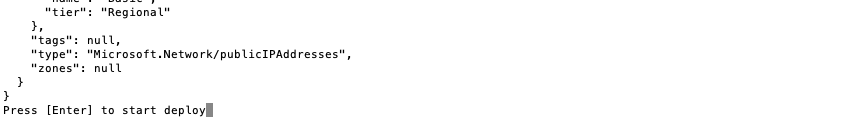 "tier": "Regional"
},
"tags": null,
"type": "Microsoft.Network/publicIPAddresses",
"zones": null
}
}
Press [Enter] to start deploy